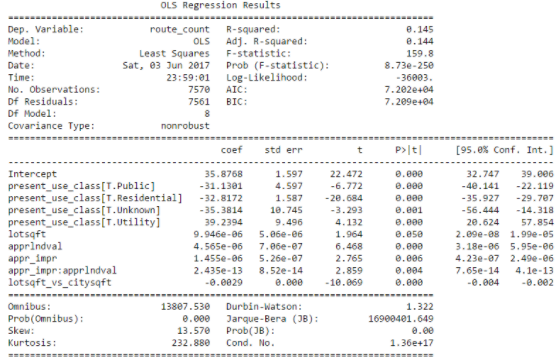 OLS Regression Results
Dep. Variable: route_count R-squared: 0.145
Model: OLS Adj. R-squared: 0.144
Method: Least Squares F-statistic: 159.8
Date: Sat, 03 Jun 2017 Prob (F-statistic): 8.73e-250
Time: 23:59:01 Log-Likelihood: -36003.
No. Observations: 7570 AIC: 7.202e+04
Df Residuals: 7561 BIC: 7.209e+04
Df Model: 8
Covariance Type: nonrobust
coef std err t P>|t| [95.0% Conf. Int.]
Intercept 35.8768 1.597 22.472 0.000 32.747 39.006
present_use_class[T.Public] -31.1301 4.597 -6.772 0.000 -40.141 -22.119
present_use_class[T.Residential] -32.8172 1.587 -20.684 0.000 -35.927 -29.707
present_use_class[T.Unknown] -35.3814 10.745 -3.293 0.001 -56.444 -14.318
present_use_class[T.Utility] 39.2394 9.496 4.132 0.000 20.624 57.854
lotsqft 9.946e-06 5.06e-06 1.964 0.050 2.09e-08 1.99e-05
apprlndval 4.565e-06 7.06e-07 6.468 0.000 3.18e-06 5.95e-06
appr_impr 1.455e-06 5.26e-07 2.765 0.006 4.23e-07 2.49e-06
appr_impr:apprlndval 2.435e-13 8.52e-14 2.859 0.004 7.65e-14 4.1e-13
lotsqft_vs_citysqft -0.0029 0.000 -10.069 0.000 -0.004 -0.002
Omnibus: 13807.530 Durbin-Watson: 1.322
Prob(Omnibus): 0.000 Jarque-Bera (JB): 16900401.649
Skew: 13.570 Prob(JB): 0.00
Kurtosis: 232.880 Cond. No. 1.36e+17